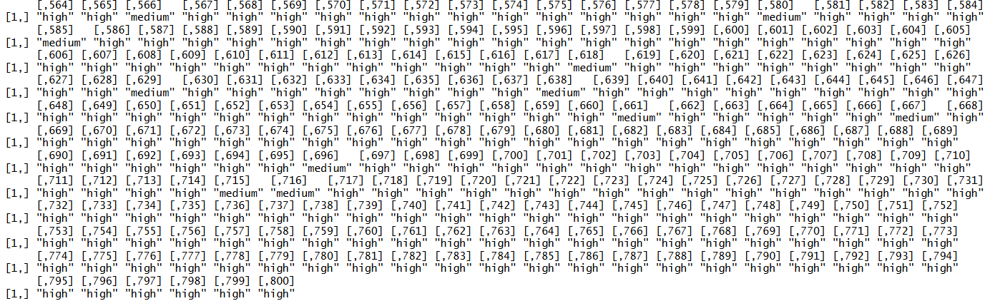 [,564] [,565] [,566] [,567] [,568] [,569] [,570] [,571] [,572] [,573] [,574] [,575] [,576] [,577] [,578] [,579] [,580] [,581] [,582] [,583] [,584]
[1,] "high" "high" "medium" "high" "high" "high" "high" "high" "high" "high" "high" "high" "high" "high" "high" "high" "medium" "high" "high" "high" "high"
[,585] [,586] [,587] [,588] [,589] [,590] [,591] [,592] [,593] [,594] [,595] [,596] [,597] [,598] [,599] [,600] [,601] [,602] [,603] [,604] [,605]
[1,] "medium" "high" "high" "high" "high" "high" "high" "high" "high" "high" "high" "high" "high" "high" "high" "high" "high" "high" "high" "high" "high"
[,606] [,607] [,608] [,609] [,610] [,611] [,612] [,613] [,614] [,615] [,616] [,617] [,618] [,619] [,620] [,621] [,622] [,623] [,624] [,625] [,626]
[1,] "high" "high" "high" "high" "high" "high" "high" "high" "high" "high" "high" "high" "medium" "high" "high" "high" "high" "high" "high" "high" "high"
[,627] [,628] [,629] [,630] [,631] [,632] [,633] [,634] [,635] [,636] [,637] [,638] [,639] [,640] [,641] [,642] [,643] [,644] [,645] [,646] [,647]
[1,] "high" "high" "medium" "high" "high" "high" "high" "high" "high" "high" "high" "medium" "high" "high" "high" "high" "high" "high" "high" "high" "high"
[,648] [,649] [,650] [,651] [,652] [,653] [,654] [,655] [,656] [,657] [,658] [,659] [,660] [,661] [,662] [,663] [,664] [,665] [,666] [,667] [,668]
[1,] "high" "high" "high" "high" "high" "high" "high" "high" "high" "high" "high" "high" "high" "medium" "high" "high" "high" "high" "high" "medium" "high"
[,669] [,670] [,671] [,672] [,673] [,674] [,675] [,676] [,677] [,678] [,679] [,680] [,681] [,682] [,683] [,684] [,685] [,686] [,687] [,688] [,689]
[1,] "high" "high" "high" "high" "high" "high" "high" "high" "high" "high" "high" "high" "high" "high" "high" "high" "high" "high" "high" "high" "high"
[,690] [,691] [,692] [,693] [,694] [,695] [,696] [,697] [,698] [,699] [,700] [,701] [,702] [,703] [,704] [,705] [,706] [,707] [,708] [,709] [,710]
[1,] "high" "high" "high" "high" "high" "high" "medium" "high" "high" "high" "high" "high" "high" "high" "high" "high" "high" "high" "high" "high" "high"
[,711] [,712] [,713] [,714] [,715] [,716] [,717] [,718] [,719] [,720] [,721] [,722] [,723] [,724] [,725] [,726] [,727] [,728] [,729] [,730] [,731]
[1,] "high" "high" "high" "high" "medium" "medium" "high" "high" "high" "high" "high" "high" "high" "high" "high" "high" "high" "high" "high" "high" "high"
[,732] [,733] [,734] [,735] [,736] [,737] [,738] [,739] [,740] [,741] [,742] [,743] [,744] [,745] [,746] [,747] [,748] [,749] [,750] [,751] [,752]
[1,] "high" "high" "high" "high" "high" "high" "high" "high" "high" "high" "high" "high" "high" "high" "high" "high" "high" "high" "high" "high" "high"
[,753] [,754] [,755] [,756] [,757] [,758] [,759] [,760] [,761] [,762] [,763] [,764] [,765] [,766] [,767] [,768] [,769] [,770] [,771] [,772] [,773]
[1,] "high" "high" "high" "high" "high" "high" "high" "high" "high" "high" "high" "high" "high" "high" "high" "high" "high" "high" "high" "high" "high"
[,774] [,775] [,776] [,777] [,778] [,779] [,780] [,781] [,782] [,783] [,784] [,785] [,786] [,787] [,788] [,789] [,790] [,791] [,792] [,793] [,794]
[1,] "high" "high" "high" "high" "high" "high" "high" "high" "high" "high" "high" "high" "high" "high" "high" "high" "high" "high" "high" "high" "high"
[,795] [,796] [,797] [,798] [,799] [,800]
[1,] "high" "high" "high" "high" "high" "high"